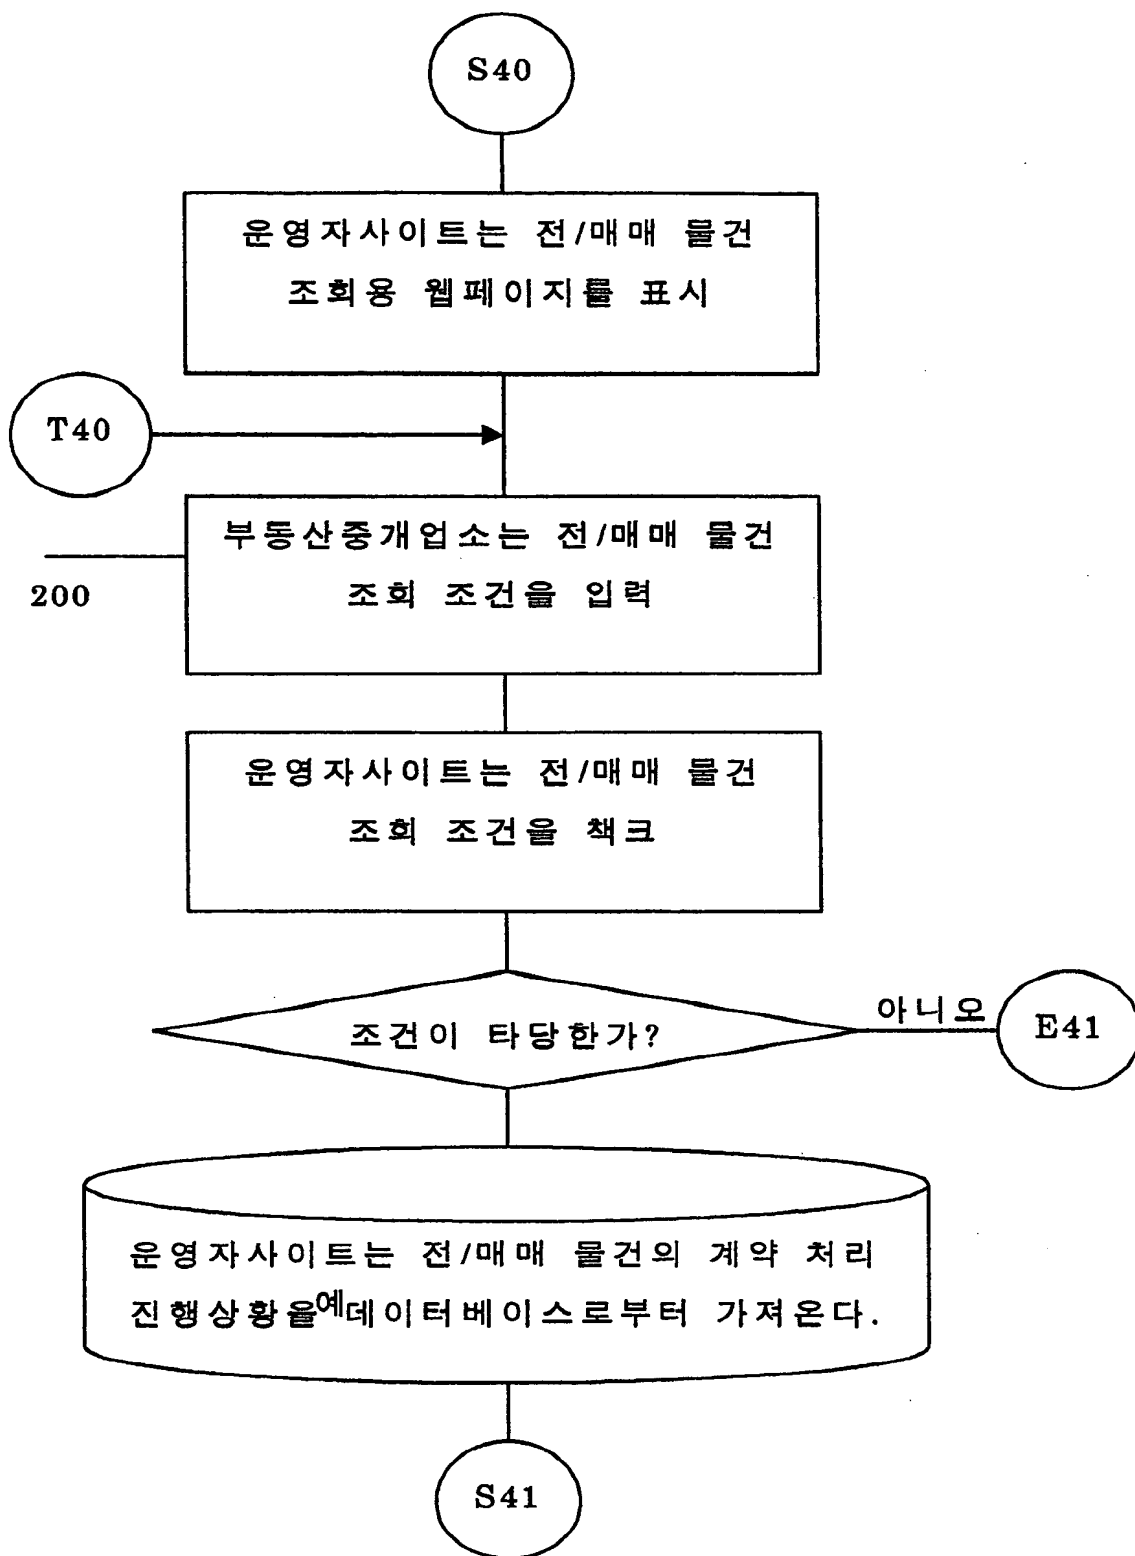 S40
운영자사이트는 전/매매 물건
조회용 웹페이지를 표시
T40
부동산중개업소는 전/매매 물건
조회 조건을 입력
200
운영자사이트는 전/매매 물건
조회 조건을 책크
조건이 타당한가?
아니오
E41
예
운영자사이트는 전/매매 물건의 계약 처리
진행상황을 데이터베이스로부터 가져온다.
S41